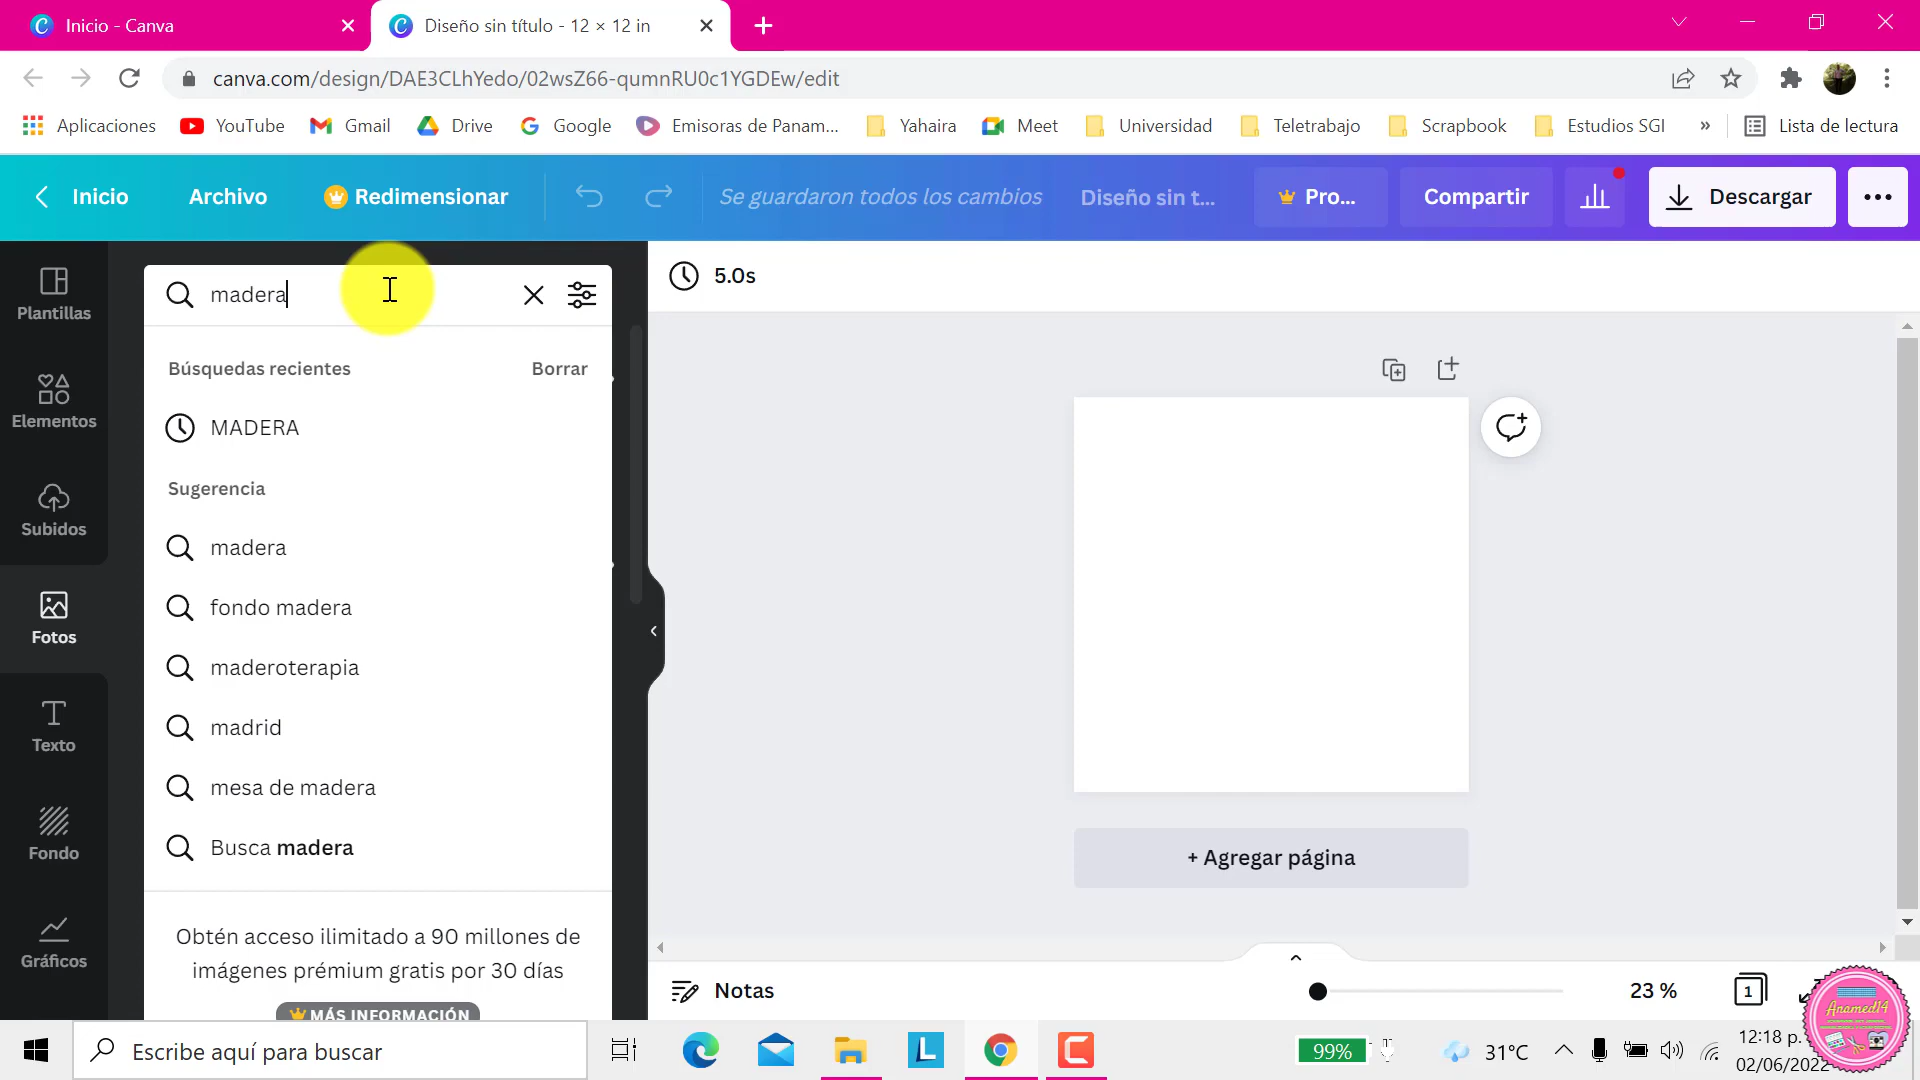 Inicio - Canva
Diseño sin título - 12 × 12 in
canva.com/design/DAE3CLhYedo/02wsZ66-qumnRU0c1YGDEw/edit
Aplicaciones YouTube Gmail Drive Google Emisoras de Panam... Yahaira Meet Universidad Teletrabajo Scrapbook Estudios SGI » Lista de lectura
Inicio Archivo Redimensionar Se guardaron todos los cambios Diseño sin t... Pro... Compartir Descargar
Plantillas
Elementos
Subidos
Fotos
Texto
Fondo
Gráficos
madera
Búsquedas recientes Borrar
MADERA
Sugerencia
madera
fondo madera
maderoterapia
madrid
mesa de madera
Busca madera
Obtén acceso ilimitado a 90 millones de
imágenes prémium gratis por 30 días
MÁS INFORMACIÓN
5.0s
+ Agregar página
Notas
23 %
1
Anamed14
Escribe aquí para buscar
99%
31°C
12:18 p.
02/06/2022